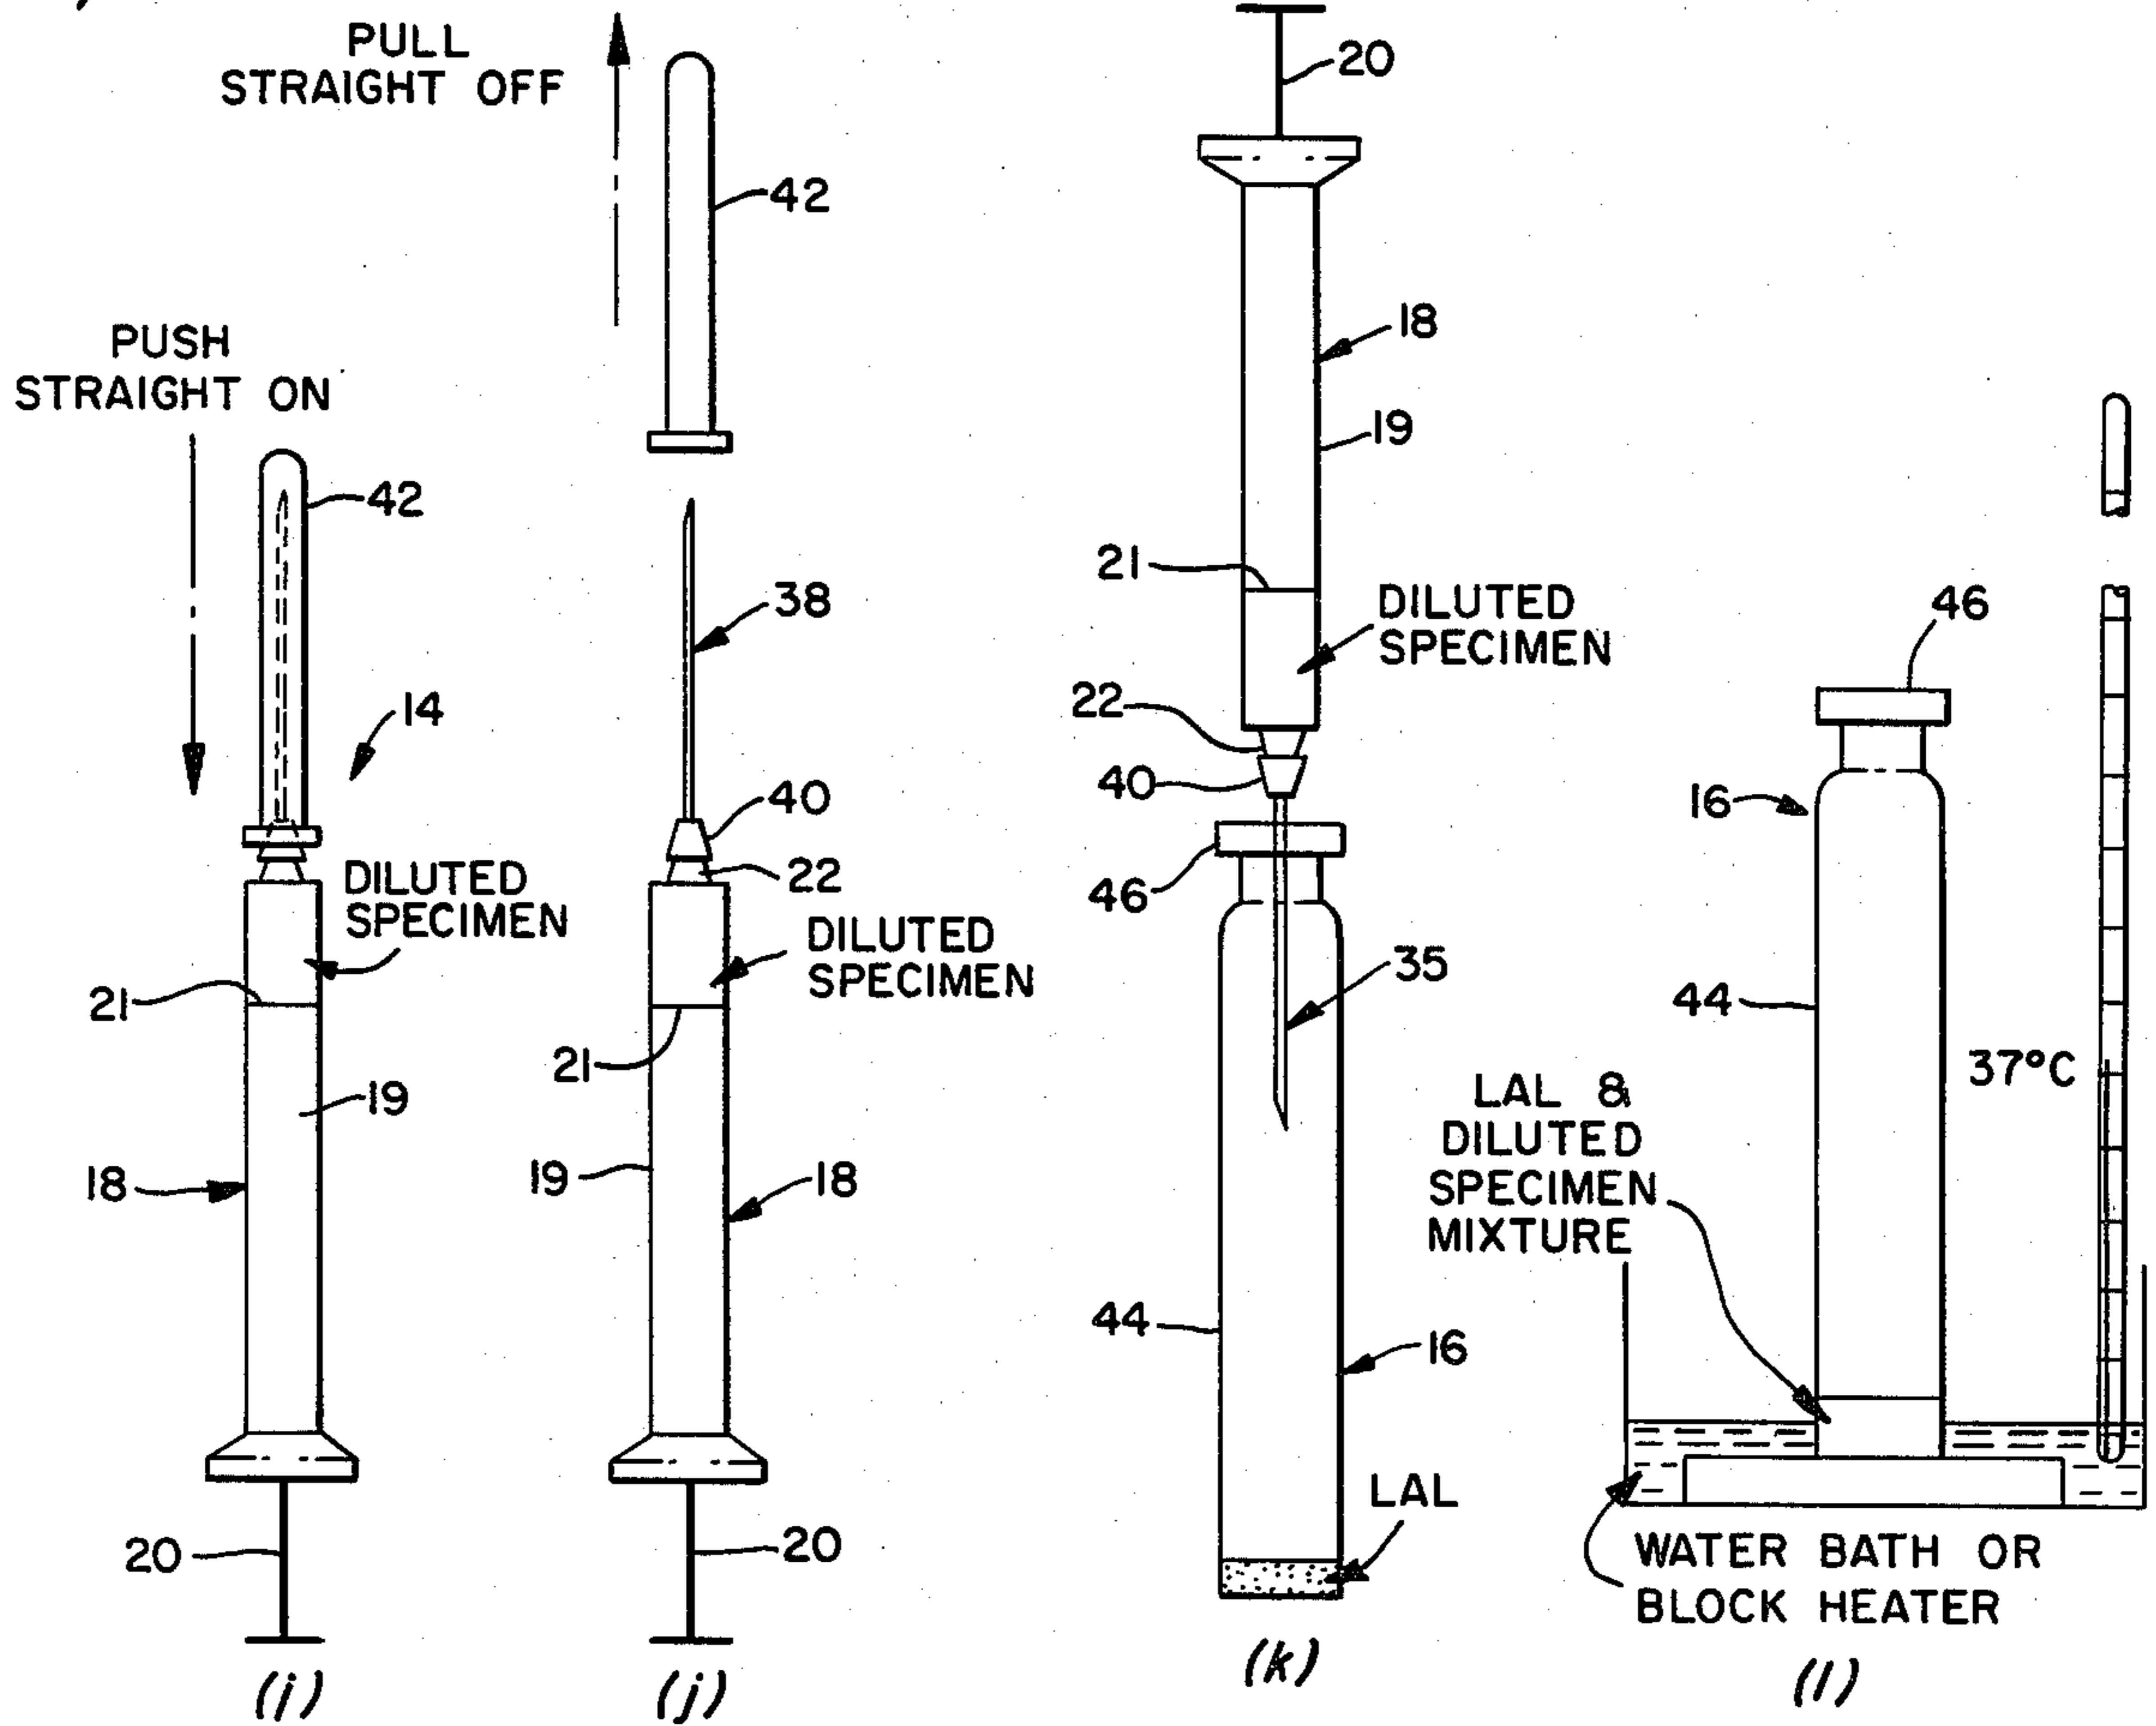 PULL
STRAIGHT OFF
42
PUSH
STRAIGHT ON
42
14
DILUTED
SPECIMEN
21
19
18
20
(i)
38
40
22
DILUTED
SPECIMEN
21
19
18
20
(j)
20
18
19
21
DILUTED
SPECIMEN
22
40
46
35
44
16
LAL
(k)
46
16
44
37°C
LAL &
DILUTED
SPECIMEN
MIXTURE
WATER BATH OR
BLOCK HEATER
(l)